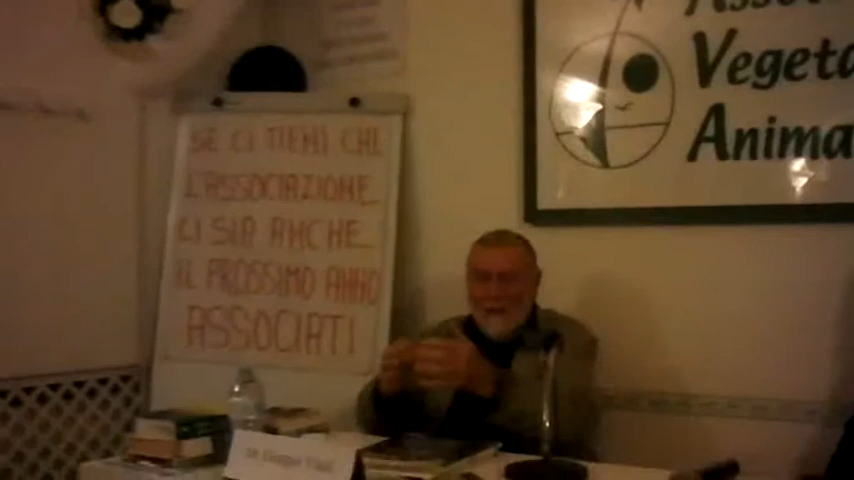 SE CI TIENI CHE
L'ASSOCIAZIONE
CI SIA ANCHE
IL PROSSIMO ANNO
ASSOCIATI
Vegeta
Anima